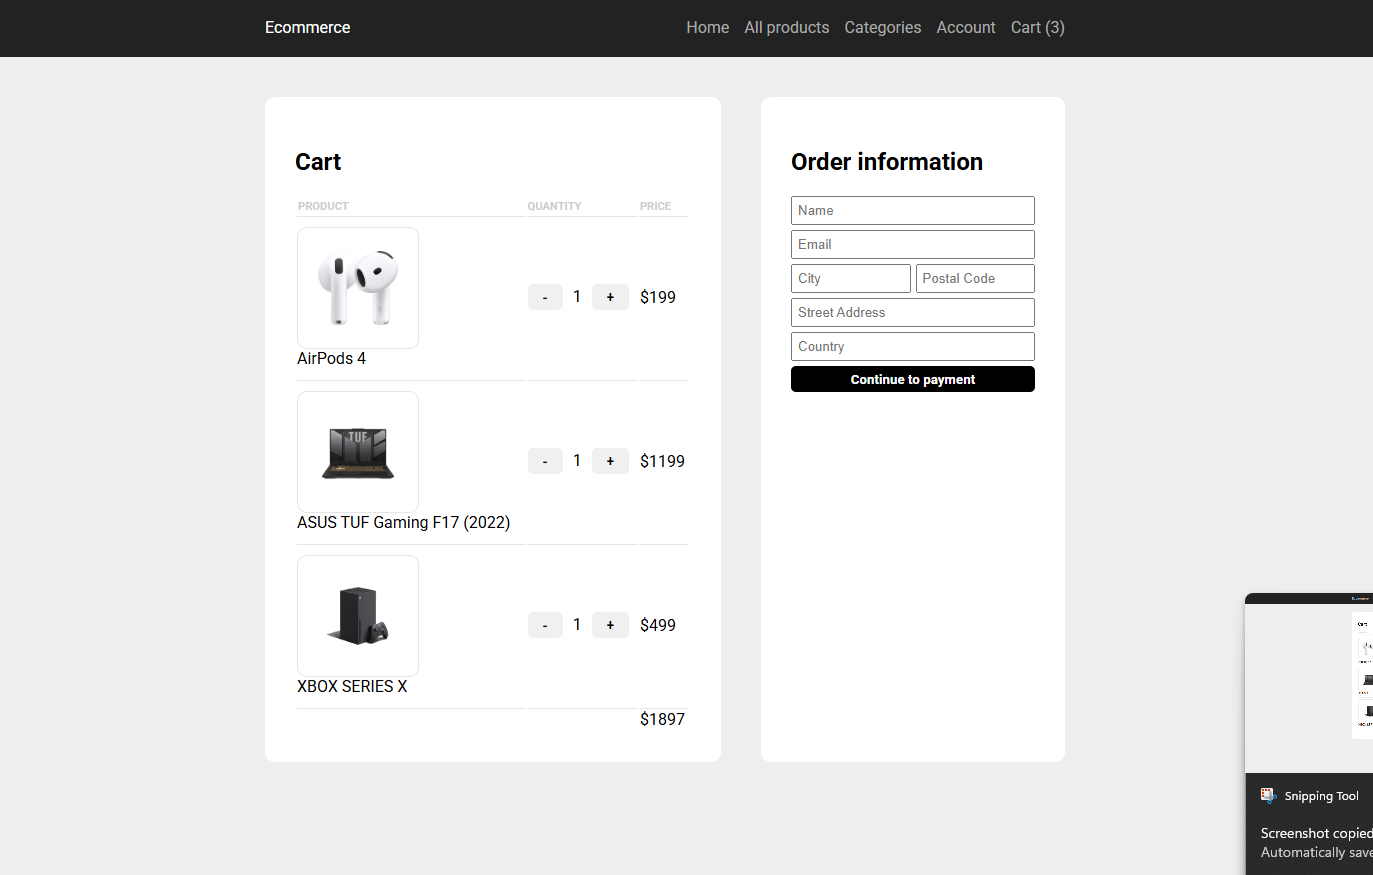 Ecommerce
Home All products Categories Account Cart (3)
Cart
PRODUCT QUANTITY PRICE
- 1 + $199
AirPods 4
TUF
- 1 + $1199
ASUS TUF Gaming F17 (2022)
- 1 + $499
XBOX SERIES X
$1897
Order information
Name
Email
City Postal Code
Street Address
Country
Continue to payment
Cart
Snipping Tool
Screenshot copied
Automatically save